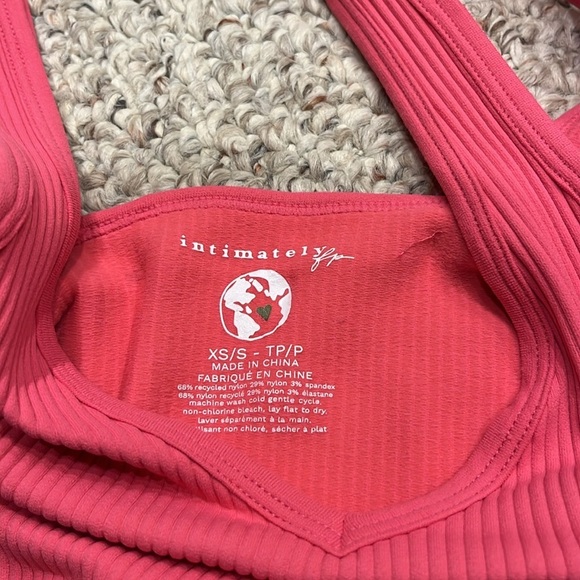 intimately fp
XS/S - TP/P
MADE IN CHINA
FABRIQUÉ EN CHINE
68% recycled nylon 29% nylon 3% spandex
68% nylon recyclé 29% nylon 3% élastane
machine wash cold gentle cycle.
non-chlorine bleach, lay flat to dry.
laver séparément à la main.
non chloré, sécher à plat